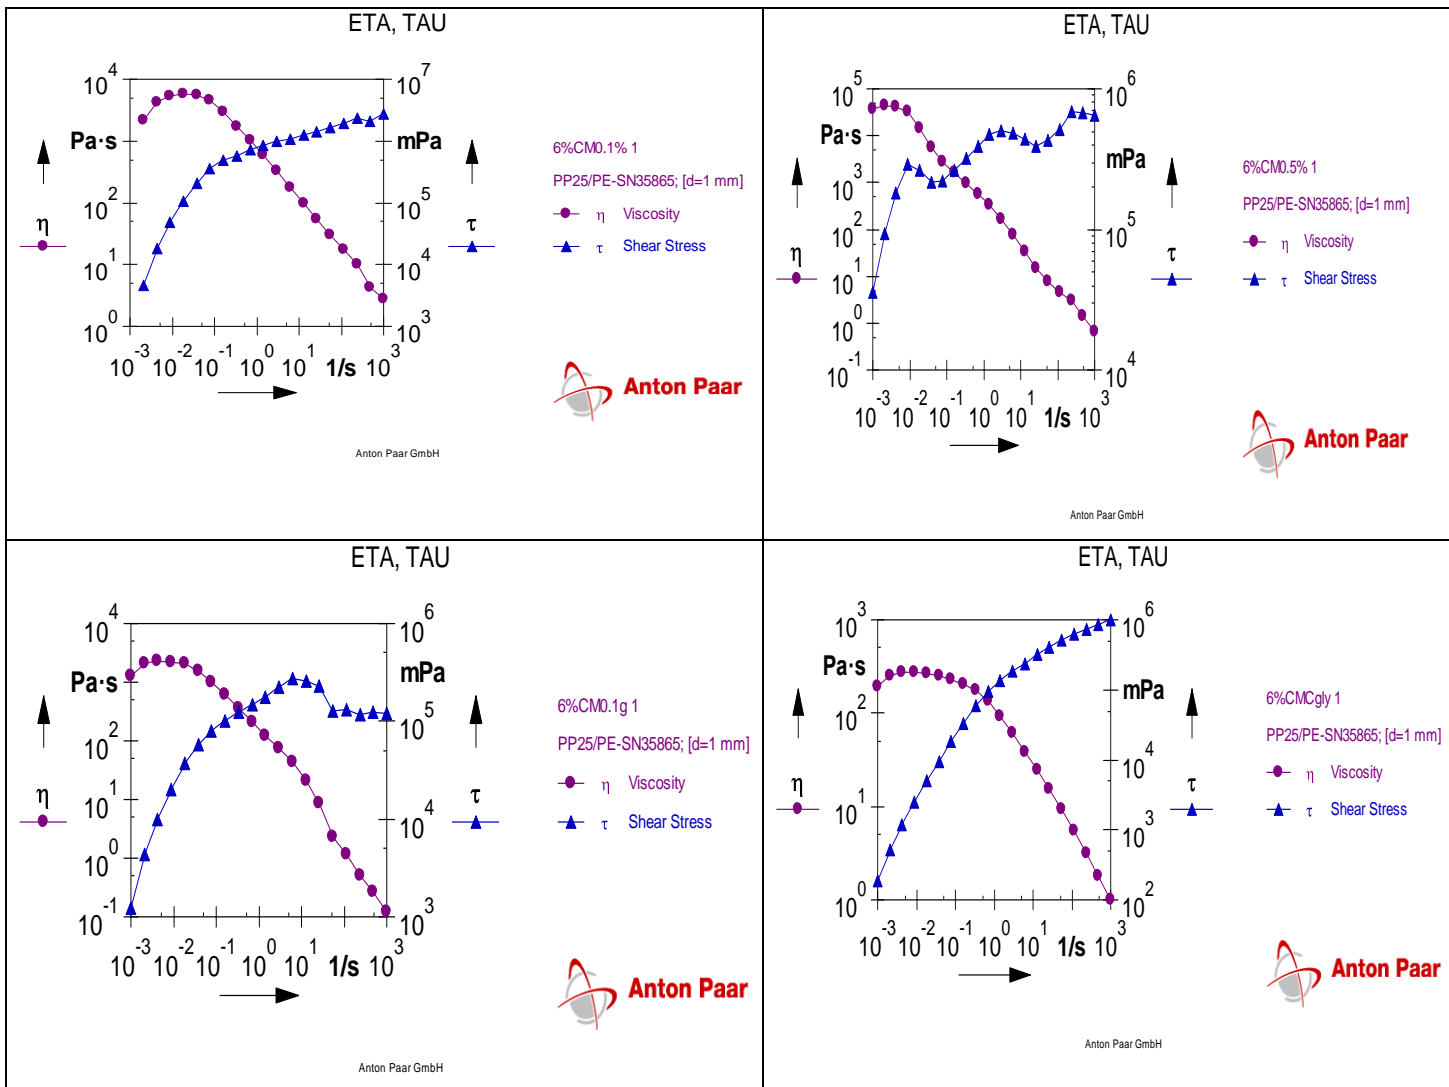 ETA, TAU
10^4
10^7
Pa·s
mPa
10^2
10^5
η
τ
10^1
10^4
10^0
10^3
10^-3 10^-2 10^-1 10^0 10^1 1/s 10^3
6%CM0.1% 1
PP25/PE-SN35865; [d=1 mm]
η Viscosity
τ Shear Stress
Anton Paar
Anton Paar GmbH
ETA, TAU
10^5
10^6
Pa·s
mPa
10^3
η
τ
10^2
10^5
10^1
10^0
10^-1
10^4
10^-3 10^-2 10^-1 10^0 10^1 1/s 10^3
6%CM0.5% 1
PP25/PE-SN35865; [d=1 mm]
η Viscosity
τ Shear Stress
Anton Paar
Anton Paar GmbH
ETA, TAU
10^4
10^6
Pa·s
mPa
10^2
10^5
η
τ
10^1
10^4
10^0
10^-1
10^3
10^-3 10^-2 10^-1 10^0 10^1 1/s 10^3
6%CM0.1g 1
PP25/PE-SN35865; [d=1 mm]
η Viscosity
τ Shear Stress
Anton Paar
Anton Paar GmbH
ETA, TAU
10^3
10^6
Pa·s
mPa
10^2
10^4
η
τ
10^1
10^3
10^0
10^2
10^-3 10^-2 10^-1 10^0 10^1 1/s 10^3
6%CMCgly 1
PP25/PE-SN35865; [d=1 mm]
η Viscosity
τ Shear Stress
Anton Paar
Anton Paar GmbH